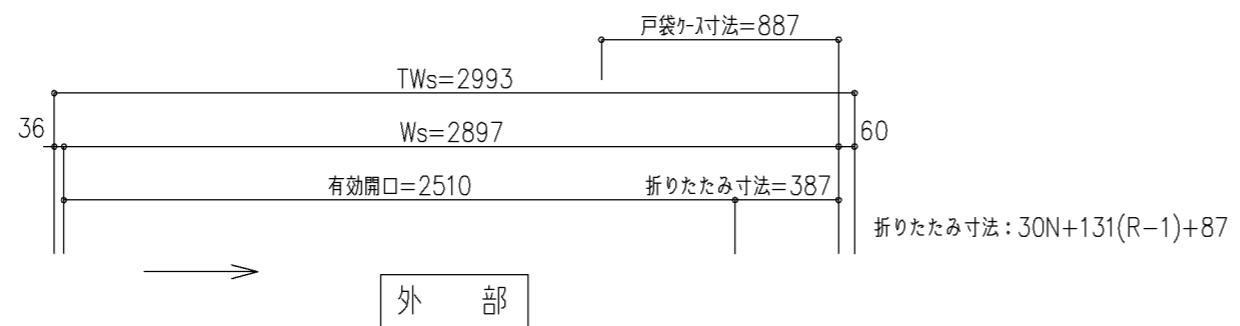 戸袋ｹｰｽ寸法=887
TWs=2993
36
Ws=2897
60
有効開口=2510
折りたたみ寸法=387
折りたたみ寸法：30N+131(R-1)+87
外　部